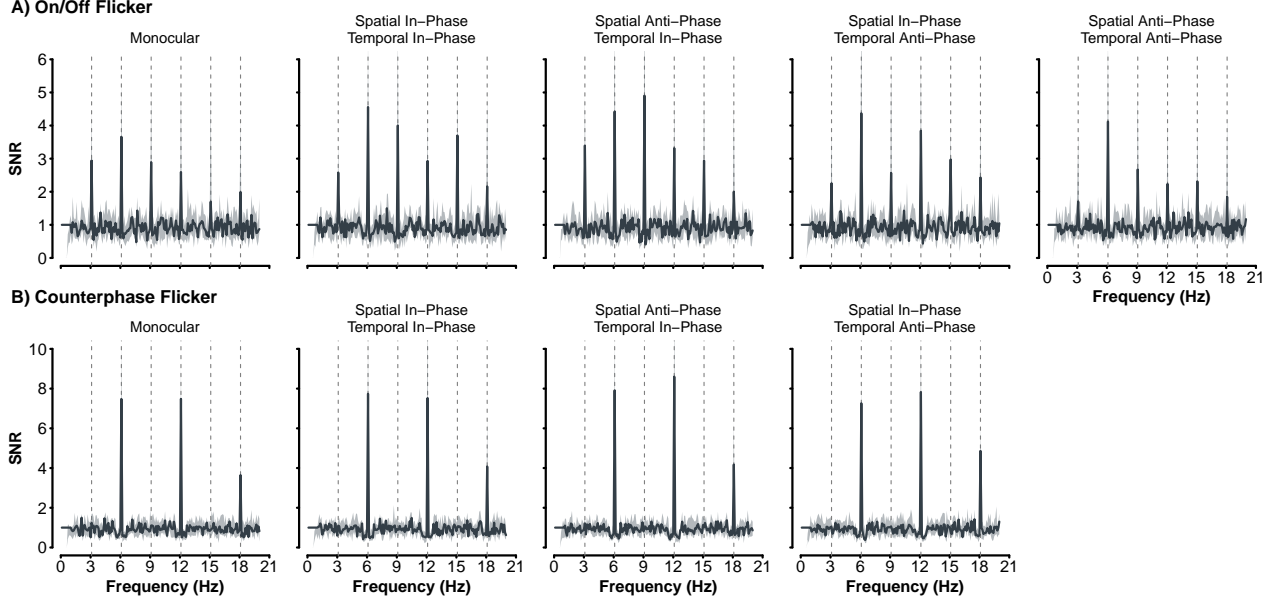 A) On/Off Flicker
Monocular
Spatial In−Phase
Temporal In−Phase
Spatial Anti−Phase
Temporal In−Phase
Spatial In−Phase
Temporal Anti−Phase
Spatial Anti−Phase
Temporal Anti−Phase
SNR
6
5
4
3
2
1
0
0 3 6 9 12 15 18 21
Frequency (Hz)
B) Counterphase Flicker
Monocular
Spatial In−Phase
Temporal In−Phase
Spatial Anti−Phase
Temporal In−Phase
Spatial In−Phase
Temporal Anti−Phase
SNR
10
8
6
4
2
0
0 3 6 9 12 15 18 21
Frequency (Hz)
0 3 6 9 12 15 18 21
Frequency (Hz)
0 3 6 9 12 15 18 21
Frequency (Hz)
0 3 6 9 12 15 18 21
Frequency (Hz)